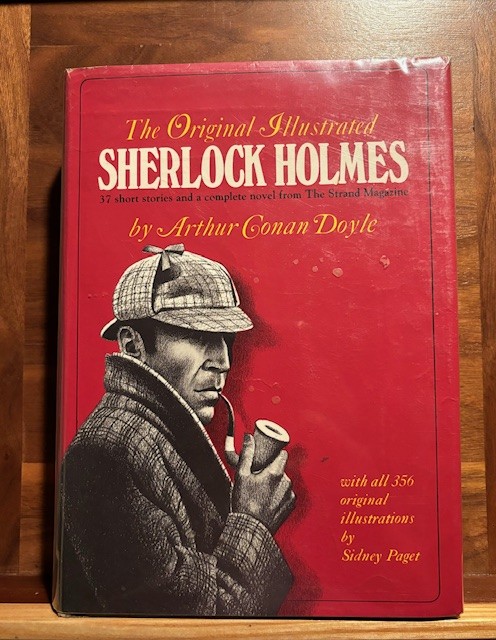 The Original Illustrated
SHERLOCK HOLMES
37 short stories and a complete novel from The Strand Magazine
by Arthur Conan Doyle
with all 356
original
illustrations
by
Sidney Paget